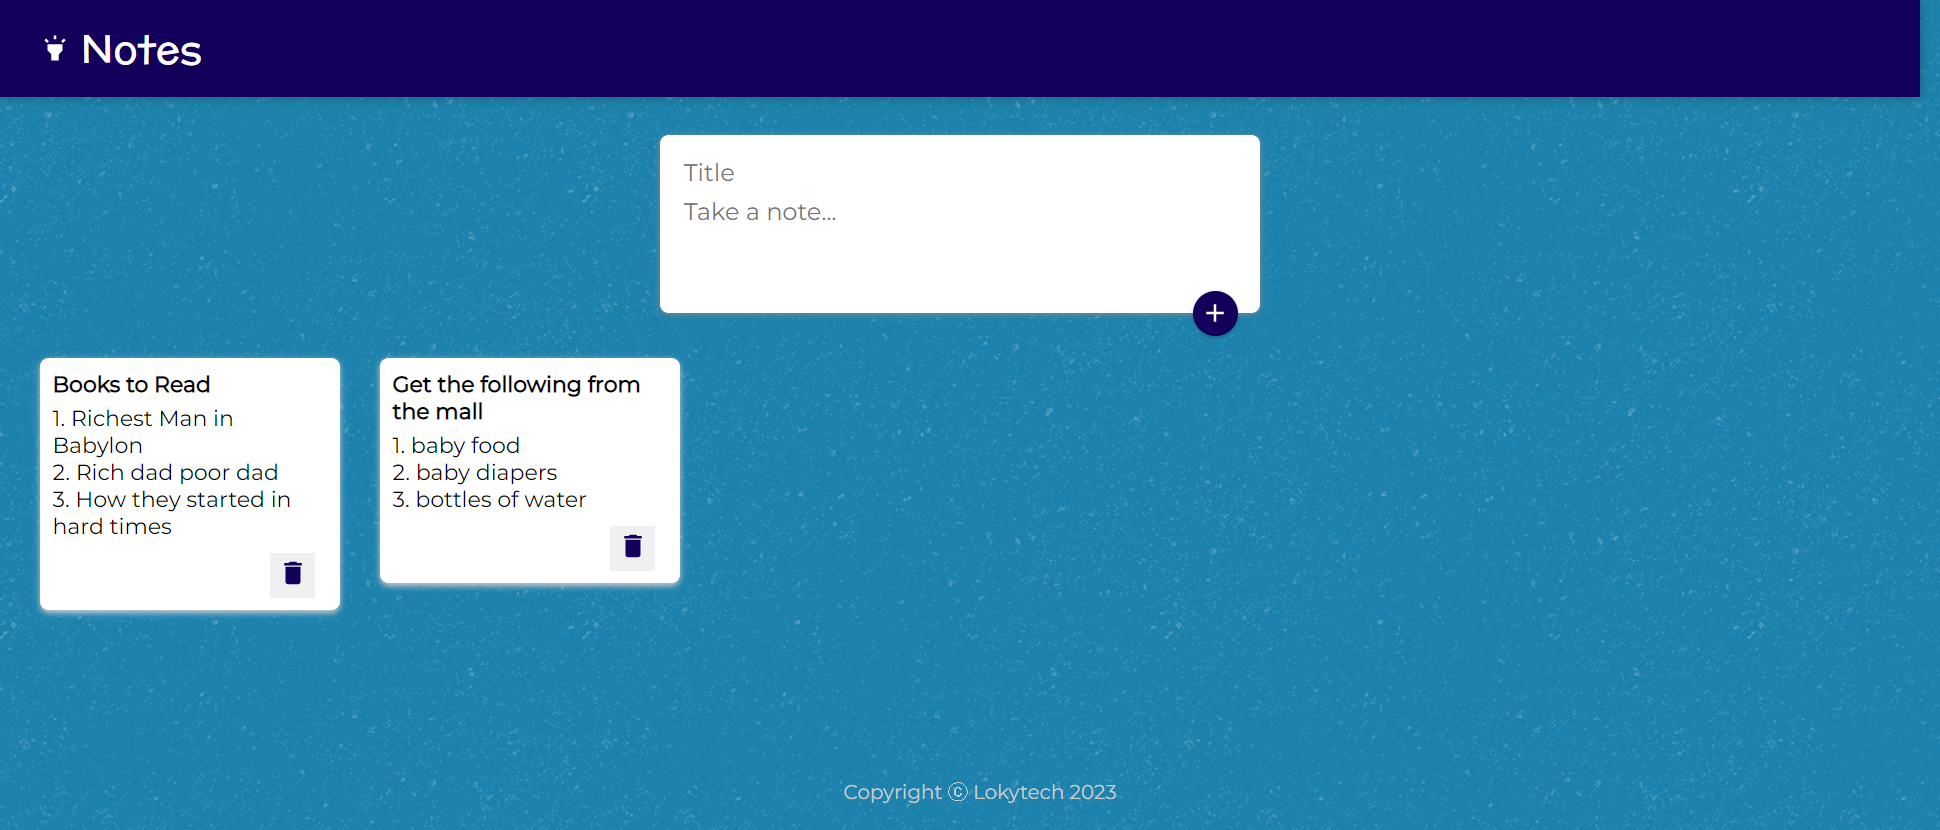 Notes
Title
Take a note...
Books to Read
1. Richest Man in
Babylon
2. Rich dad poor dad
3. How they started in
hard times
Get the following from
the mall
1. baby food
2. baby diapers
3. bottles of water
Copyright ⓒ Lokytech 2023